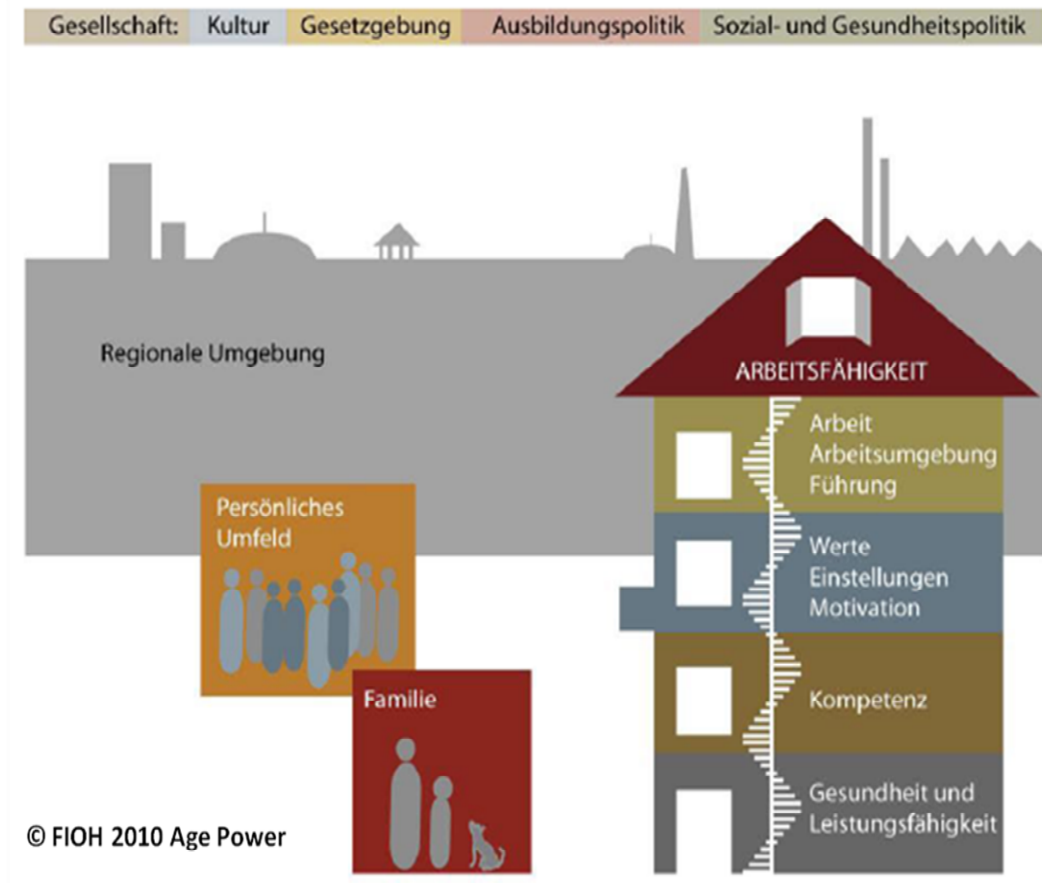 Gesellschaft: Kultur Gesetzgebung Ausbildungspolitik Sozial- und Gesundheitspolitik
Regionale Umgebung
ARBEITSFÄHIGKEIT
Arbeit
Arbeitsumgebung
Führung
Persönliches
Umfeld
Werte
Einstellungen
Motivation
Familie
Kompetenz
Gesundheit und
Leistungsfähigkeit
© FIOH 2010 Age Power